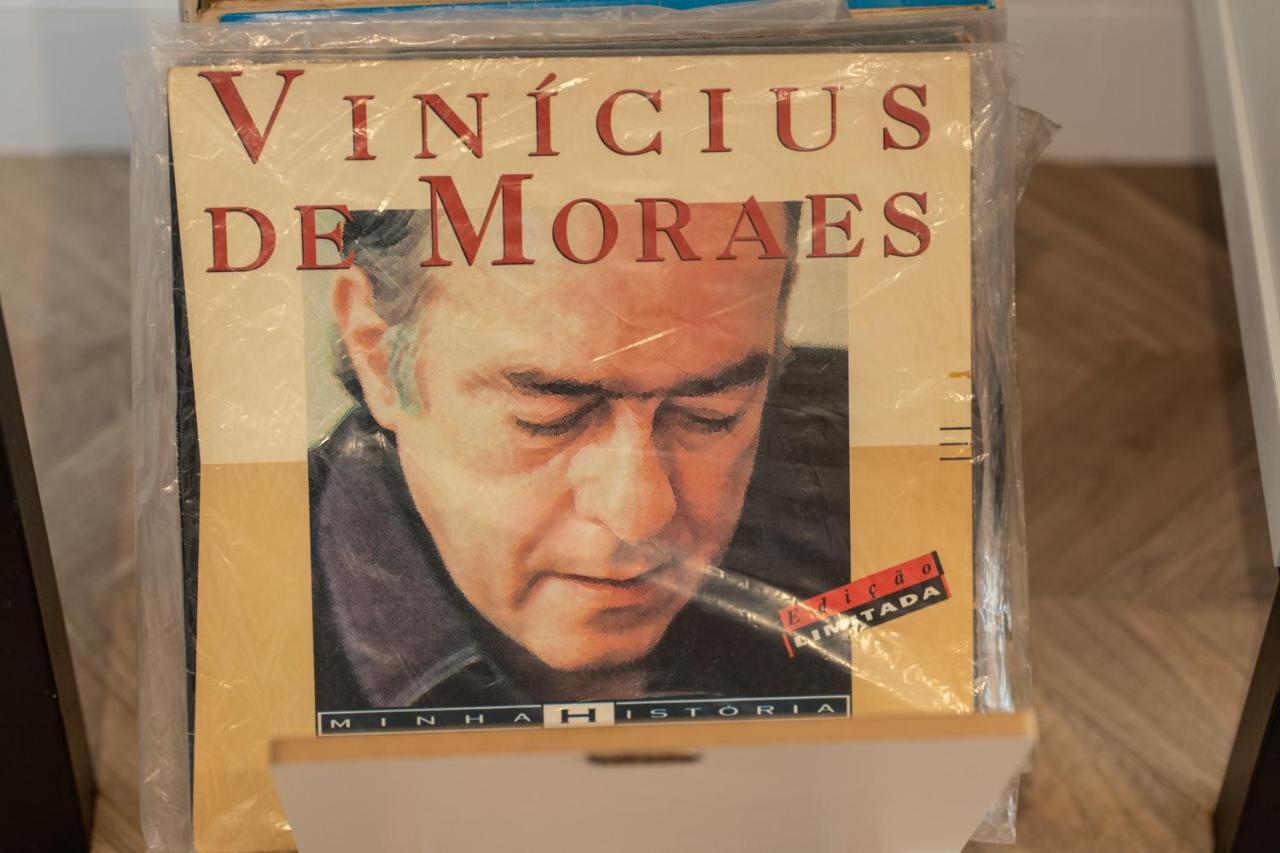 VINÍCIUS
DE MORAES
Edição
LIMITADA
MINHA HISTÓRIA